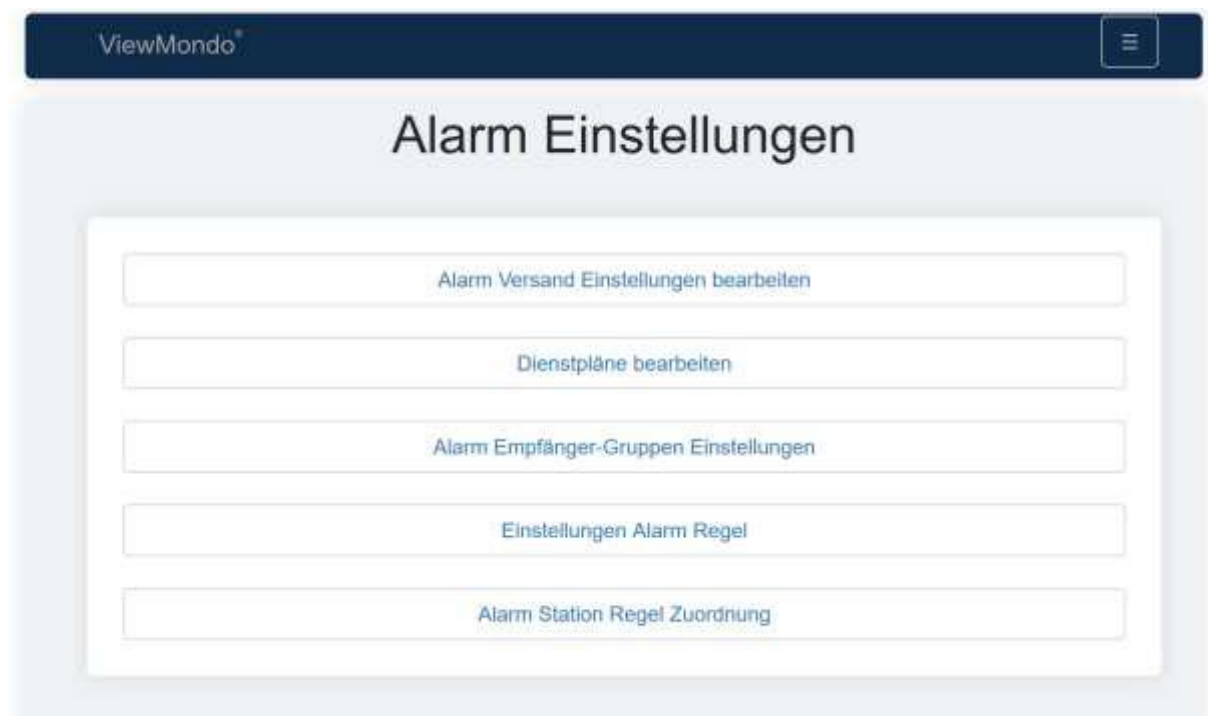 ViewMondo®
Alarm Einstellungen
Alarm Versand Einstellungen bearbeiten
Dienstpläne bearbeiten
Alarm Empfänger-Gruppen Einstellungen
Einstellungen Alarm Regel
Alarm Station Regel Zuordnung